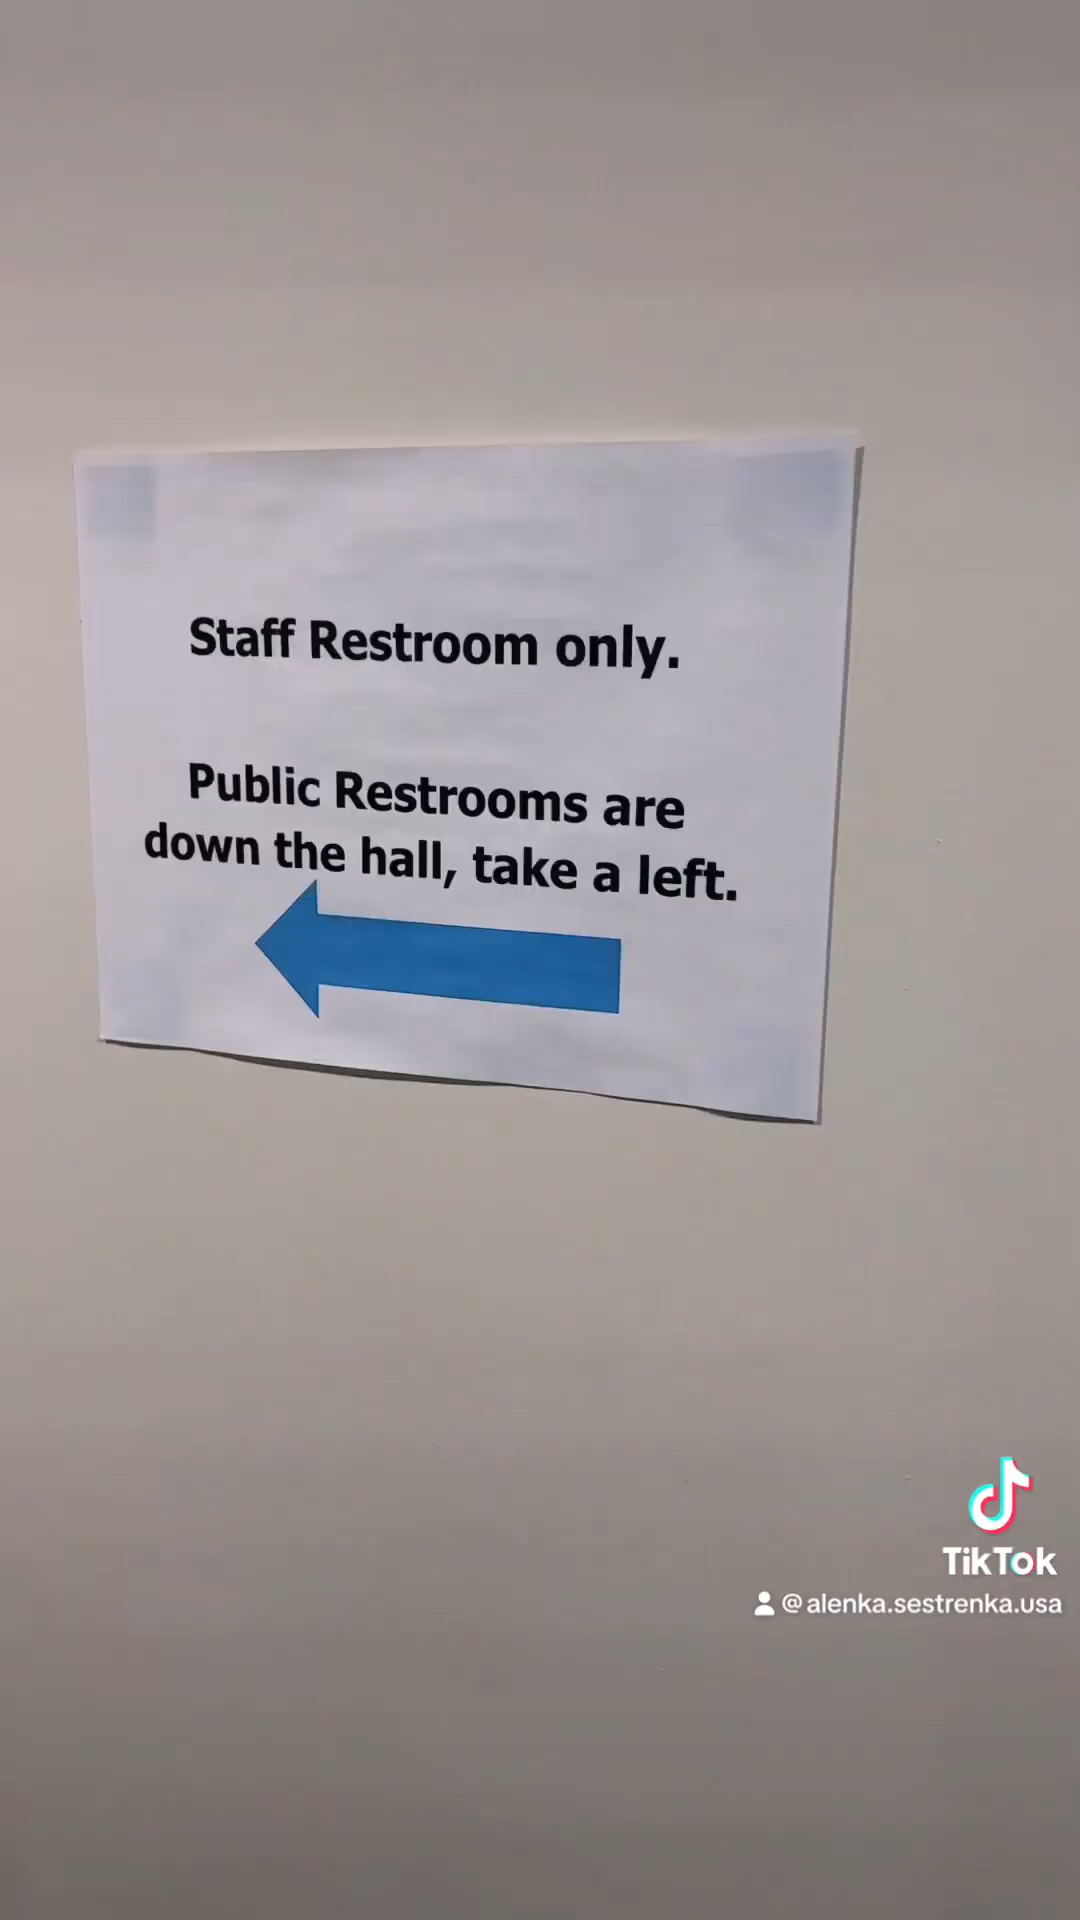 Staff Restroom only.
Public Restrooms are
down the hall, take a left.
TikTok
@alenka.sestrenka.usa